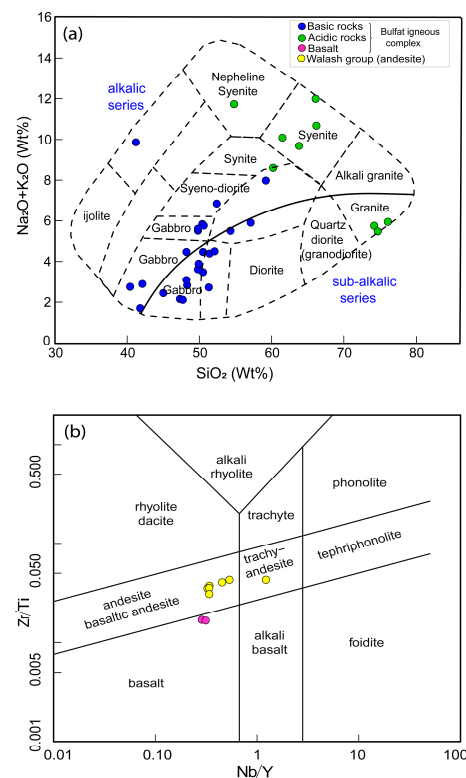 (a)
Basic rocks
Acidic rocks
Basalt
Bulfat igneous
complex
Walash group (andesite)
Na₂O+K₂O (Wt%)
16
14
12
10
8
6
4
2
0
alkalic
series
Nepheline
Syenite
Syenite
Synite
Alkali granite
Syeno-diorite
ijolite
Gabbro
Granite
Quartz
diorite
(granodiorite)
Gabbro
Diorite
Gabbro
sub-alkalic
series
30
40
50
60
70
80
SiO₂ (Wt%)
(b)
Zr/Ti
0.500
0.050
0.005
0.001
alkali
rhyolite
phonolite
rhyolite
dacite
trachyte
tephriphonolite
trachy-
andesite
andesite
basaltic andesite
alkali
basalt
foidite
basalt
0.01
0.10
1
10
100
Nb/Y